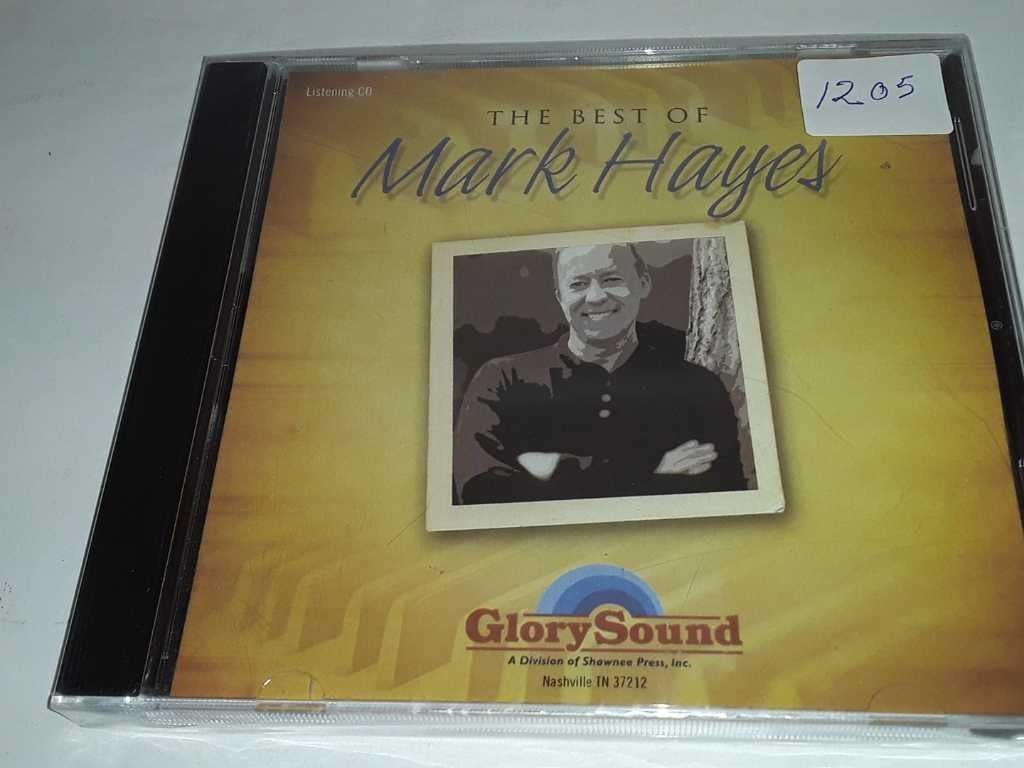 Listening CD
1205
THE BEST OF
Mark Hayes
GlorySound
A Division of Shawnee Press, Inc.
Nashville TN 37212